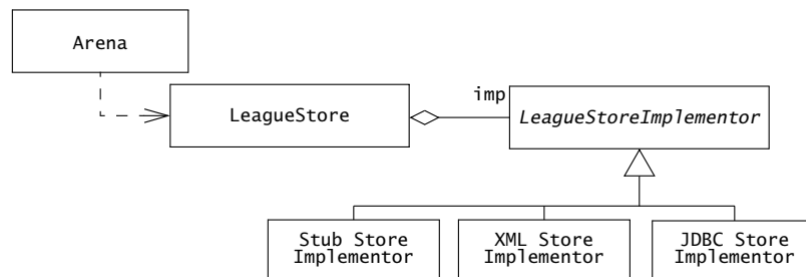 Arena
imp
LeagueStore
LeagueStoreImplementor
Stub Store
Implementor
XML Store
Implementor
JDBC Store
Implementor